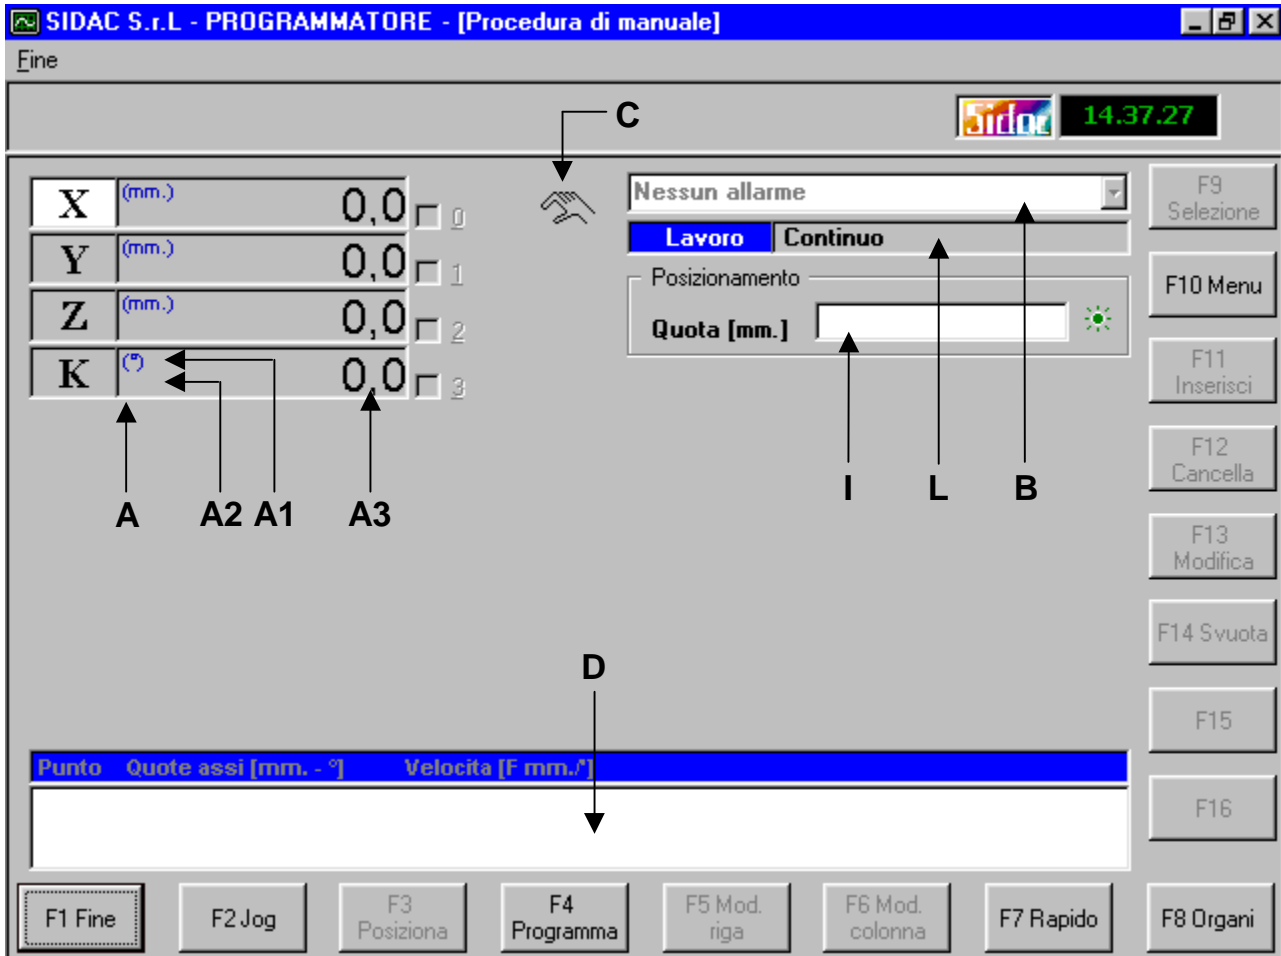 SIDAC S.r.L - PROGRAMMATORE - [Procedura di manuale]
Fine
C
Sidac 14.37.27
X (mm.) 0,0 0
Y (mm.) 0,0 1
Z (mm.) 0,0 2
K (°) 0,0 3
Nessun allarme
Lavoro Continuo
Posizionamento
Quota [mm.]
A A2 A1 A3 I L B
D
Punto Quote assi [mm. - °] Velocita [F mm./']
F9
Selezione
F10 Menu
F11
Inserisci
F12
Cancella
F13
Modifica
F14 Svuota
F15
F16
F1 Fine
F2 Jog
F3
Posiziona
F4
Programma
F5 Mod.
riga
F6 Mod.
colonna
F7 Rapido
F8 Organi